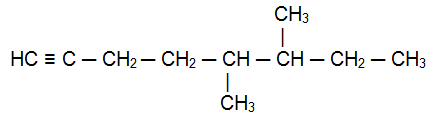 CH₃
HC ≡ C – CH₂ – CH₂ – CH – CH – CH₂ – CH₃
CH₃